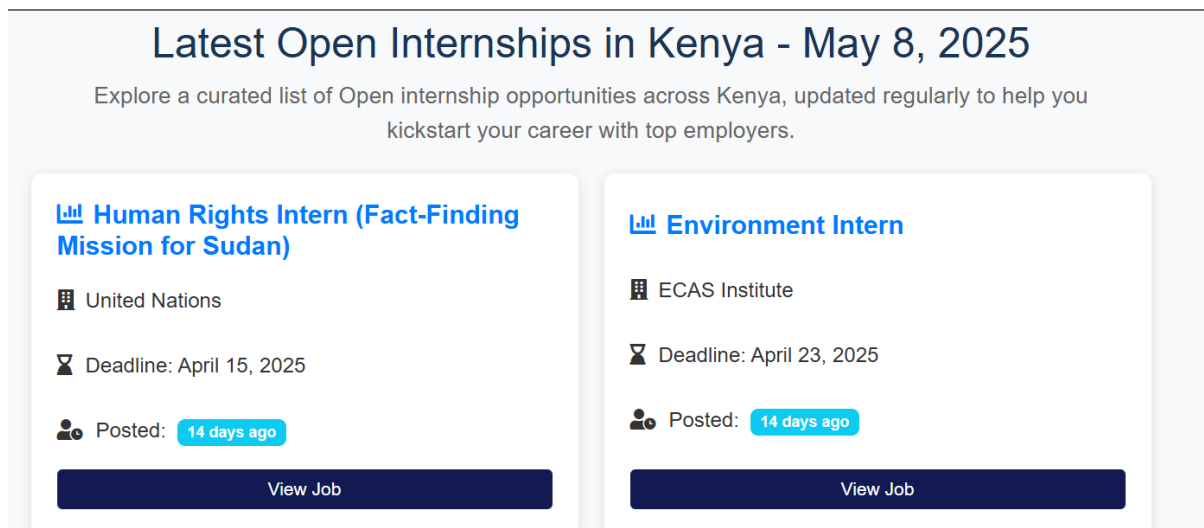 Latest Open Internships in Kenya - May 8, 2025
Explore a curated list of Open internship opportunities across Kenya, updated regularly to help you
kickstart your career with top employers.
Human Rights Intern (Fact-Finding
Mission for Sudan)
United Nations
Deadline: April 15, 2025
Posted: 14 days ago
View Job
Environment Intern
ECAS Institute
Deadline: April 23, 2025
Posted: 14 days ago
View Job